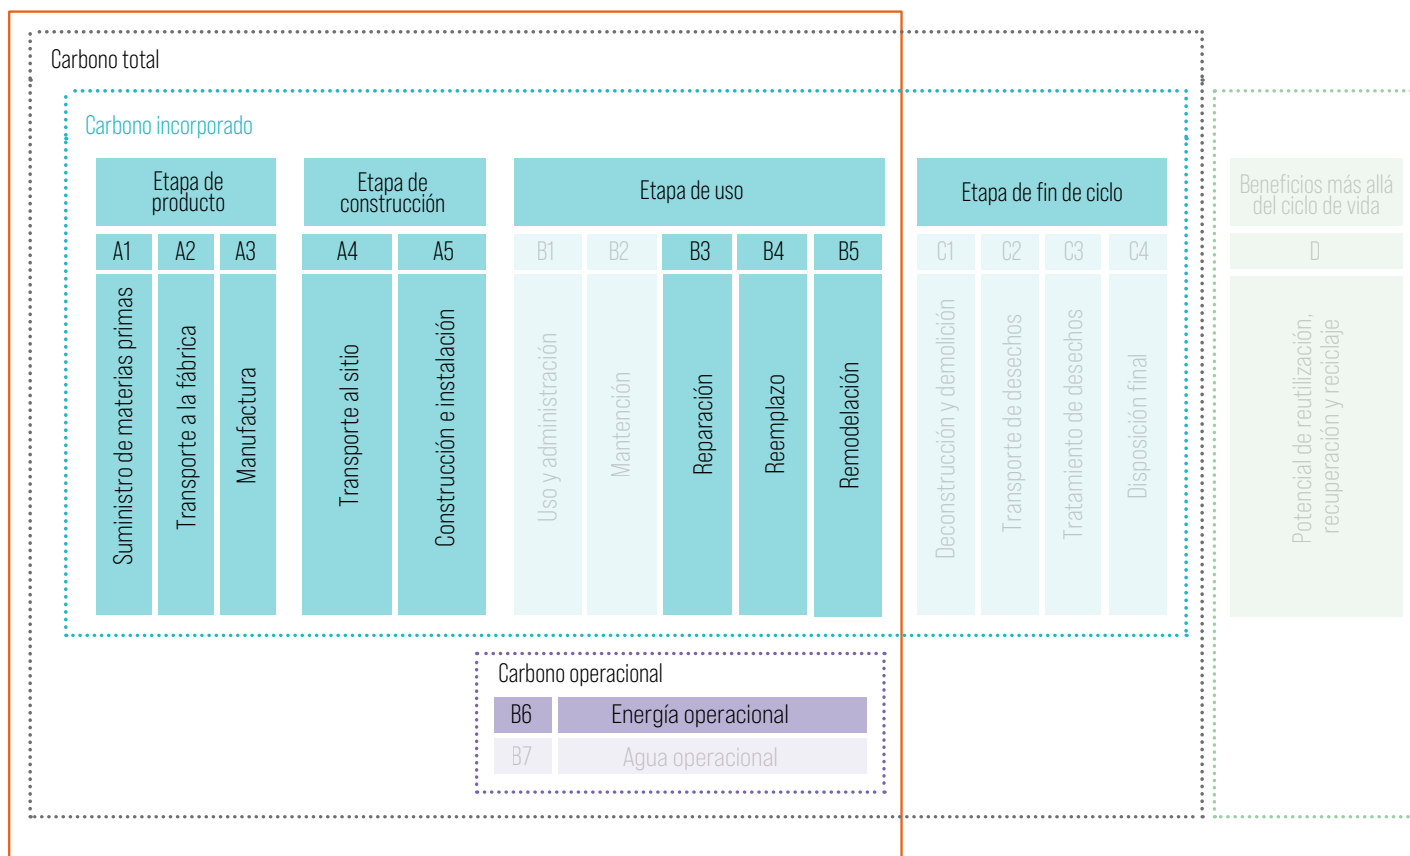 Carbono total
Carbono incorporado
Etapa de
producto
Etapa de
construcción
Etapa de uso
Etapa de fin de ciclo
Beneficios más allá
del ciclo de vida
A1
A2
A3
A4
A5
B1
B2
B3
B4
B5
C1
C2
C3
C4
D
Suministro de materias primas
Transporte a la fábrica
Manufactura
Transporte al sitio
Construcción e instalación
Uso y administración
Mantención
Reparación
Reemplazo
Remodelación
Deconstrucción y demolición
Transporte de desechos
Tratamiento de desechos
Disposición final
Potencial de reutilización,
recuperación y reciclaje
Carbono operacional
B6 Energía operacional
B7 Agua operacional